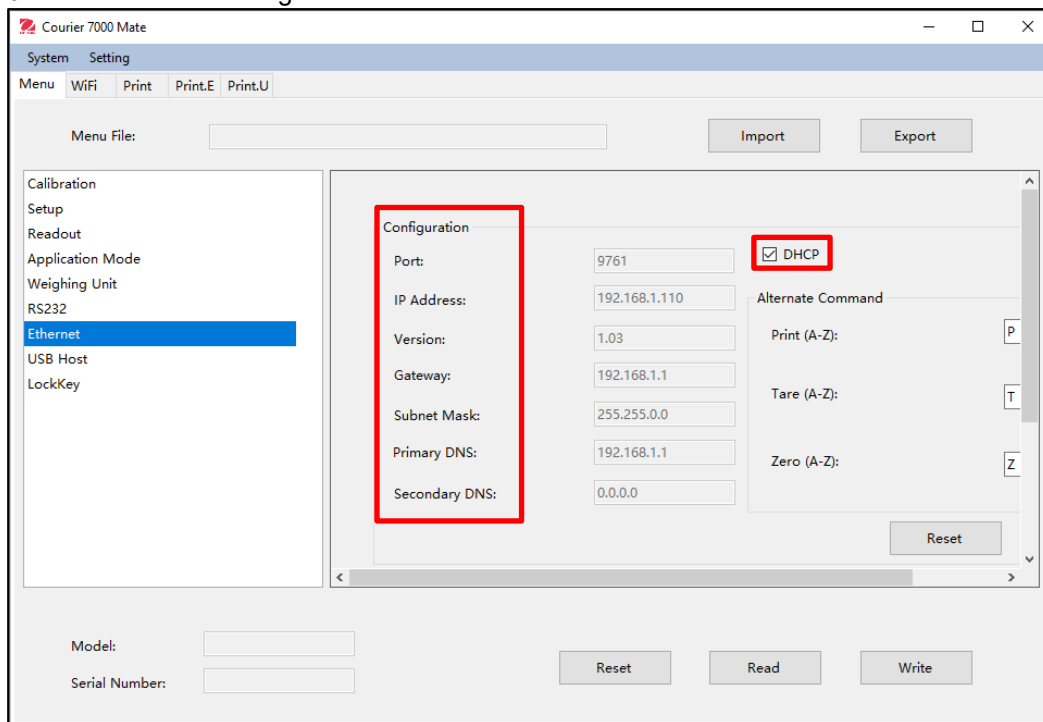 Courier 7000 Mate
System Setting
Menu WiFi Print Print.E Print.U
Menu File: Import Export
Calibration
Setup
Readout
Application Mode
Weighing Unit
RS232
Ethernet
USB Host
LockKey
Configuration
Port: 9761
IP Address: 192.168.1.110
Version: 1.03
Gateway: 192.168.1.1
Subnet Mask: 255.255.0.0
Primary DNS: 192.168.1.1
Secondary DNS: 0.0.0.0
DHCP
Alternate Command
Print (A-Z): P
Tare (A-Z): T
Zero (A-Z): Z
Reset
Model:
Serial Number:
Reset Read Write